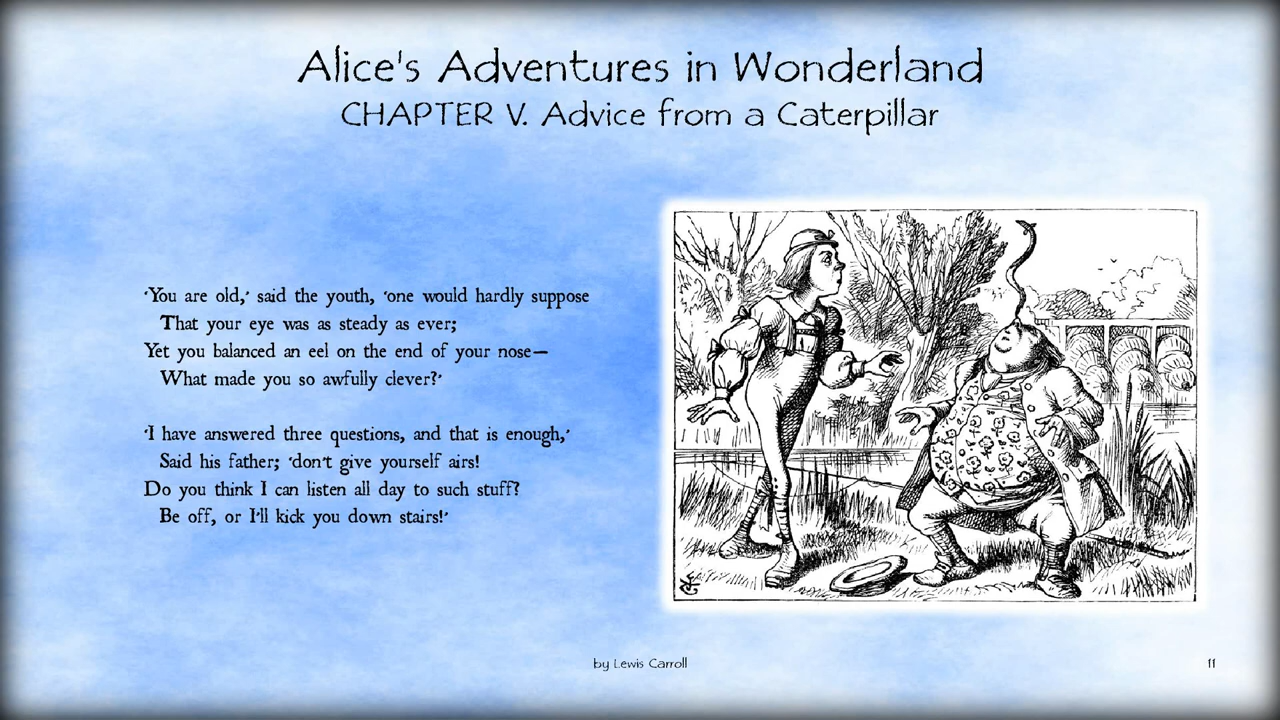 Alice's Adventures in Wonderland
CHAPTER V. Advice from a Caterpillar
'You are old,' said the youth, 'one would hardly suppose
That your eye was as steady as ever;
Yet you balanced an eel on the end of your nose—
What made you so awfully clever?'
'I have answered three questions, and that is enough,'
Said his father; 'don't give yourself airs!
Do you think I can listen all day to such stuff?
Be off, or I'll kick you down stairs!'
by Lewis Carroll
11